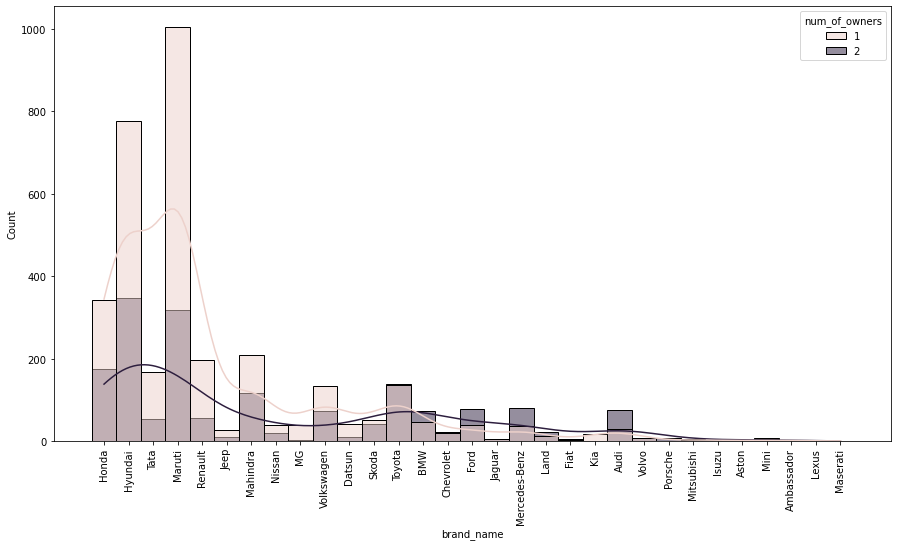 num_of_owners
1
2
1000
800
600
400
200
0
Count
Honda
Hyundai
Tata
Maruti
Renault
Jeep
Mahindra
Nissan
MG
Volkswagen
Datsun
Skoda
Toyota
BMW
Chevrolet
Ford
Jaguar
Mercedes-Benz
Land
Fiat
Kia
Audi
Volvo
Porsche
Mitsubishi
Isuzu
Aston
Mini
Ambassador
Lexus
Maserati
brand_name